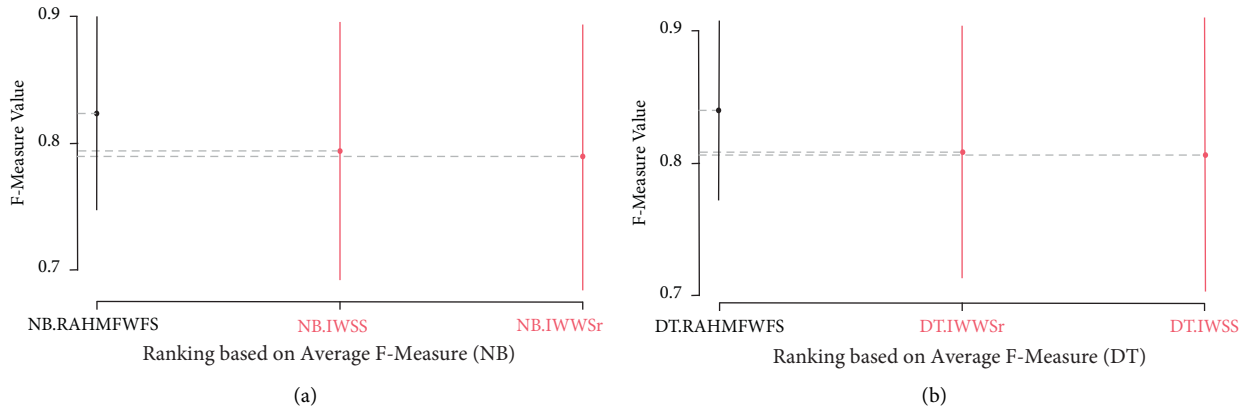 0.9
0.8
0.7
F-Measure Value
NB.RAHMFWFS
NB.IWSS
NB.IWWSr
Ranking based on Average F-Measure (NB)
(a)
0.9
0.8
0.7
F-Measure Value
DT.RAHMFWFS
DT.IWWSr
DT.IWSS
Ranking based on Average F-Measure (DT)
(b)